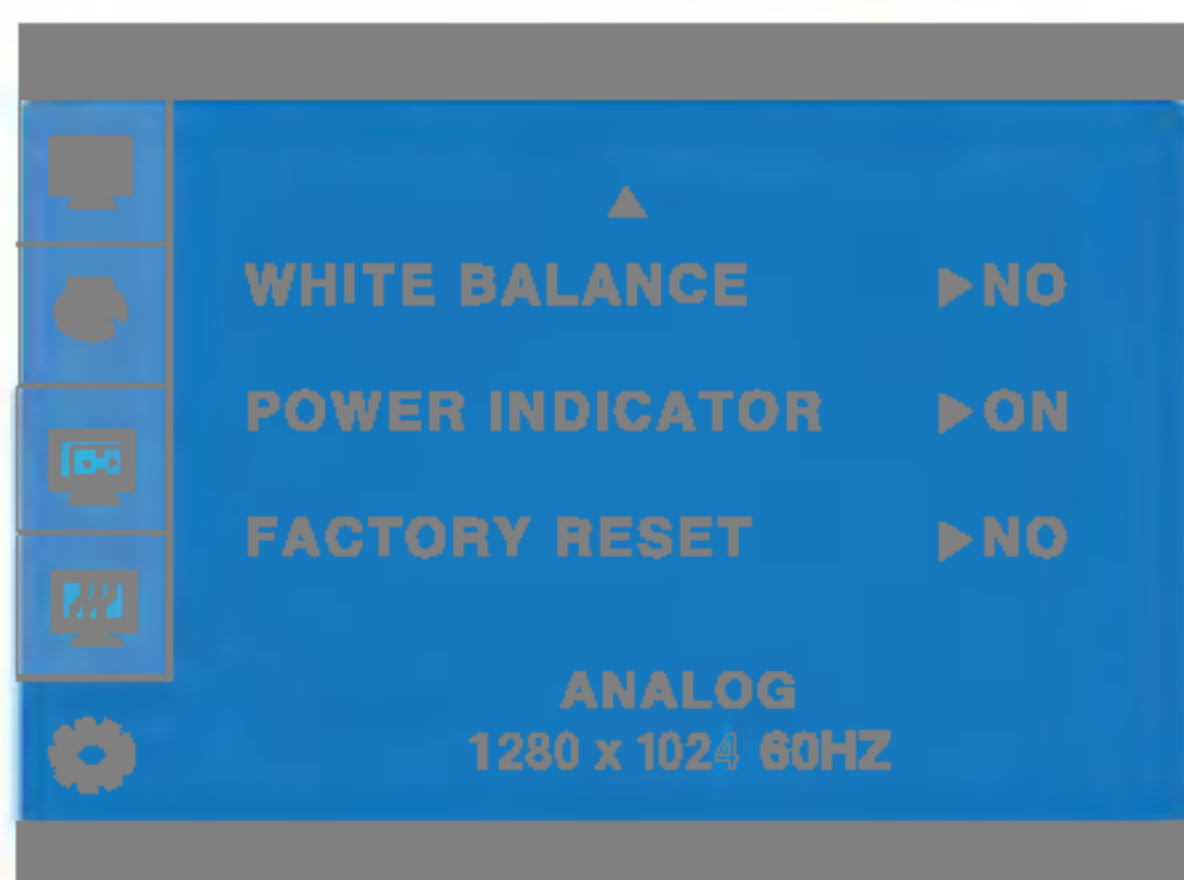 WHITE BALANCE ▶NO
POWER INDICATOR ▶ON
FACTORY RESET ▶NO
ANALOG
1280 x 1024 60HZ